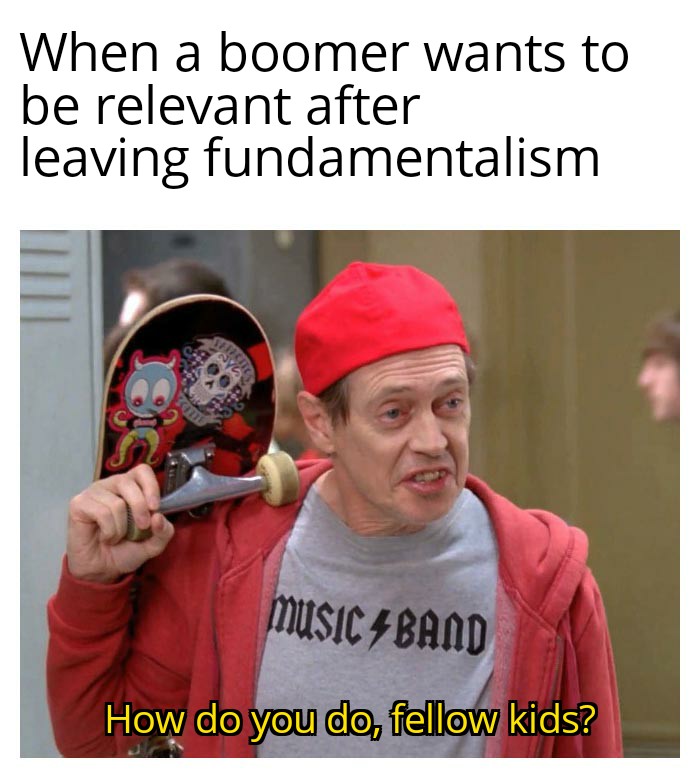 When a boomer wants to
be relevant after
leaving fundamentalism
MUSIC⚡BAND
How do you do, fellow kids?